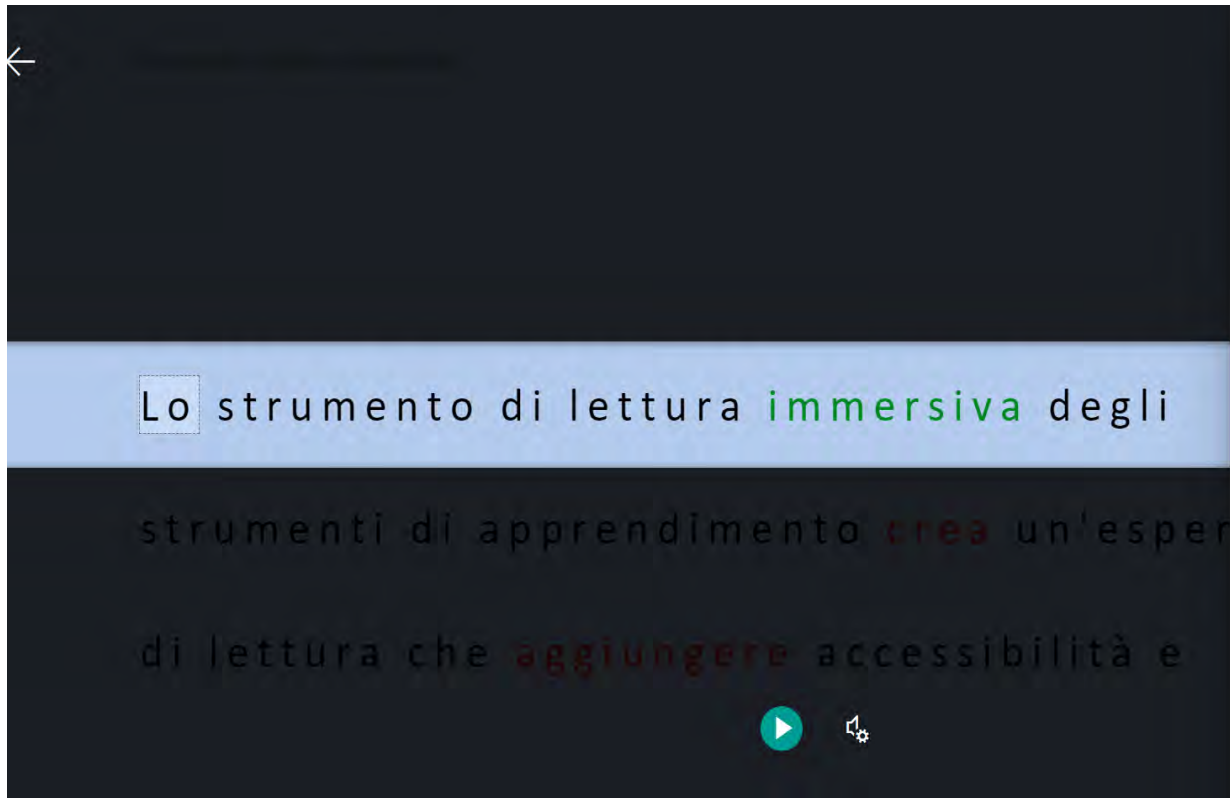 Lo strumento di lettura immersiva degli
strumenti di apprendimento crea un'esper
di lettura che aggiungere accessibilità e